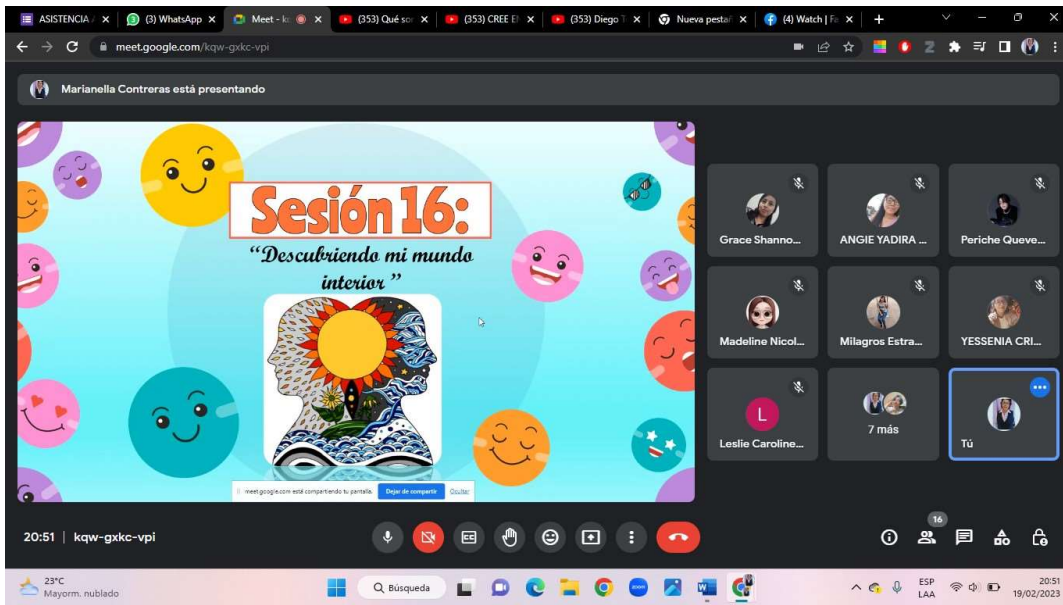 ASISTENCIA
(3) WhatsApp
Meet - k
(353) Qué so
(353) CREE E
(353) Diego T
Nueva pesta
(4) Watch | F
meet.google.com/kqw-gxkc-vpi
Marianella Contreras está presentando
Sesión 16:
“Descubriendo mi mundo
interior ”
meet.google.com está compartiendo tu pantalla.
Dejar de compartir
Ocultar
Grace Shanno...
ANGIE YADIRA ...
Periche Queve...
Madeline Nicol...
Milagros Estra...
YESSENIA CRI...
L
Leslie Caroline...
7 más
Tú
20:51 | kqw-gxkc-vpi
16
23°C
Mayorm. nublado
Búsqueda
ESP
LAA
20:51
19/02/2023